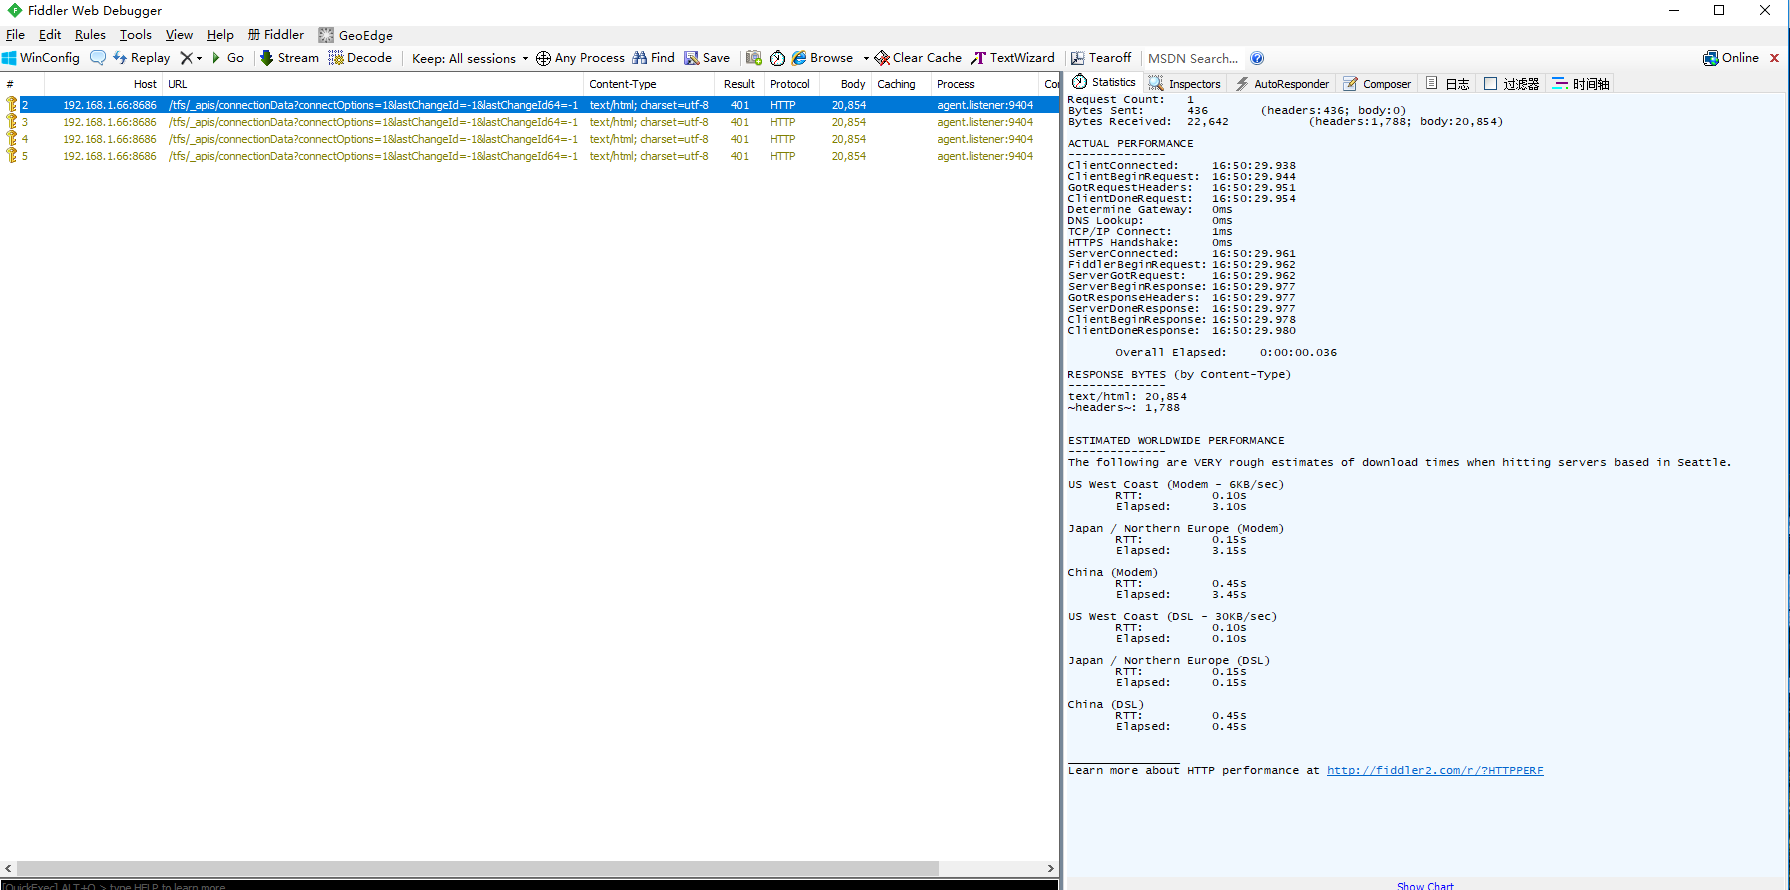 Fiddler Web Debugger
File Edit Rules Tools View Help 册 Fiddler GeoEdge
WinConfig Replay Go Stream Decode Keep: All sessions Any Process Find Save Browse Clear Cache TextWizard Tearoff MSDN Search... Online
# Host URL Content-Type Result Protocol Body Caching Process Cor
2 192.168.1.66:8686 /tfs/_apis/connectionData?connectOptions=1&lastChangeId=-1&lastChangeId64=-1 text/html; charset=utf-8 401 HTTP 20,854 agent.listener:9404
3 192.168.1.66:8686 /tfs/_apis/connectionData?connectOptions=1&lastChangeId=-1&lastChangeId64=-1 text/html; charset=utf-8 401 HTTP 20,854 agent.listener:9404
4 192.168.1.66:8686 /tfs/_apis/connectionData?connectOptions=1&lastChangeId=-1&lastChangeId64=-1 text/html; charset=utf-8 401 HTTP 20,854 agent.listener:9404
5 192.168.1.66:8686 /tfs/_apis/connectionData?connectOptions=1&lastChangeId=-1&lastChangeId64=-1 text/html; charset=utf-8 401 HTTP 20,854 agent.listener:9404
[QuickExec] ALT+Q > type HELP to learn more
Statistics Inspectors AutoResponder Composer 日志 过滤器 时间轴
Request Count: 1
Bytes Sent: 436 (headers:436; body:0)
Bytes Received: 22,642 (headers:1,788; body:20,854)
ACTUAL PERFORMANCE
--------------
ClientConnected: 16:50:29.938
ClientBeginRequest: 16:50:29.944
GotRequestHeaders: 16:50:29.951
ClientDoneRequest: 16:50:29.954
Determine Gateway: 0ms
DNS Lookup: 0ms
TCP/IP Connect: 1ms
HTTPS Handshake: 0ms
ServerConnected: 16:50:29.961
FiddlerBeginRequest: 16:50:29.962
ServerGotRequest: 16:50:29.962
ServerBeginResponse: 16:50:29.977
GotResponseHeaders: 16:50:29.977
ServerDoneResponse: 16:50:29.977
ClientBeginResponse: 16:50:29.978
ClientDoneResponse: 16:50:29.980
Overall Elapsed: 0:00:00.036
RESPONSE BYTES (by Content-Type)
--------------
text/html: 20,854
~headers~: 1,788
ESTIMATED WORLDWIDE PERFORMANCE
--------------
The following are VERY rough estimates of download times when hitting servers based in Seattle.
US West Coast (Modem - 6KB/sec)
RTT: 0.10s
Elapsed: 3.10s
Japan / Northern Europe (Modem)
RTT: 0.15s
Elapsed: 3.15s
China (Modem)
RTT: 0.45s
Elapsed: 3.45s
US West Coast (DSL - 30KB/sec)
RTT: 0.10s
Elapsed: 0.10s
Japan / Northern Europe (DSL)
RTT: 0.15s
Elapsed: 0.15s
China (DSL)
RTT: 0.45s
Elapsed: 0.45s
________________
Learn more about HTTP performance at http://fiddler2.com/r/?HTTPPERF
Show Chart